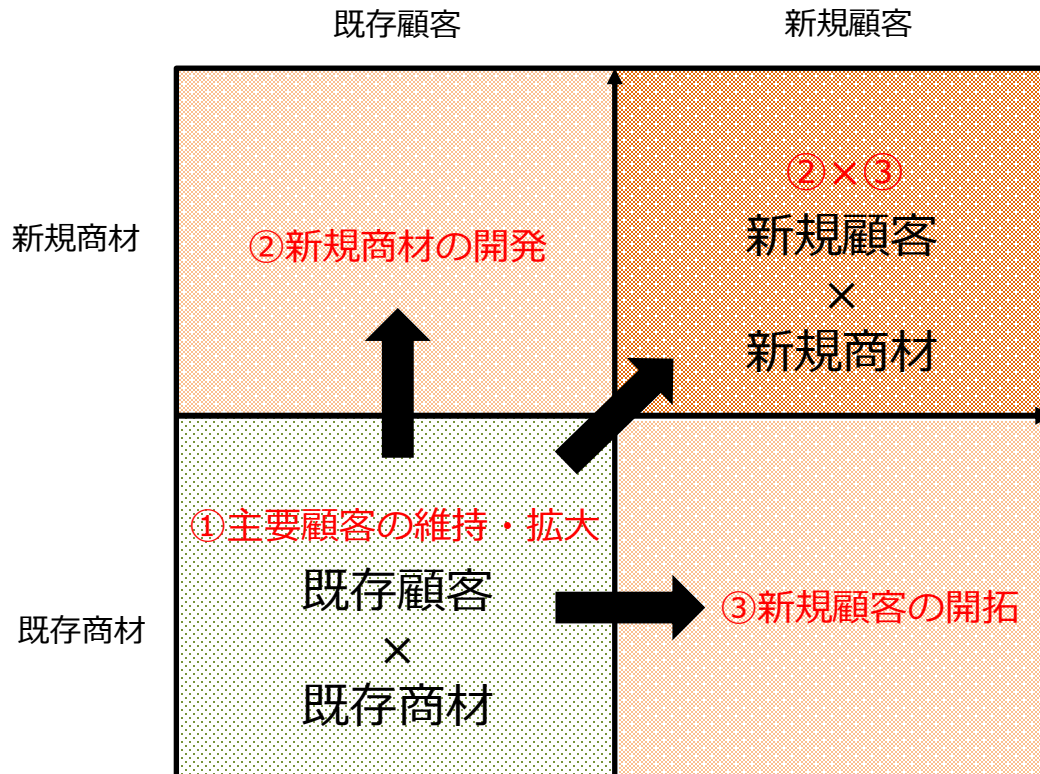 既存顧客
新規顧客
新規商材
②新規商材の開発
②×③
新規顧客
×
新規商材
既存商材
①主要顧客の維持・拡大
既存顧客
×
既存商材
③新規顧客の開拓